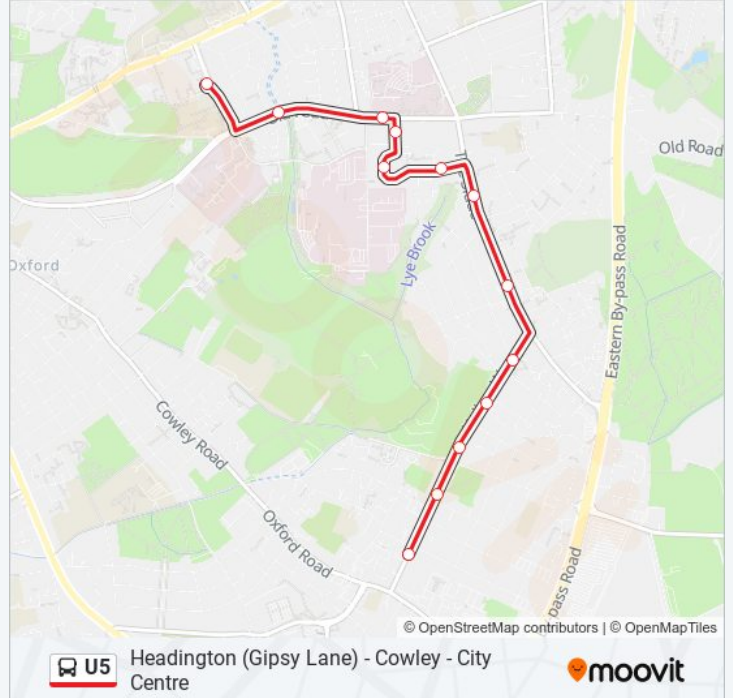 Old Road
Lye Brook
Oxford
Eastern By-pass Road
Cowley Road
Oxford Road
pass Road
© OpenStreetMap contributors | © OpenMapTiles
U5
Headington (Gipsy Lane) - Cowley - City
Centre
moovit